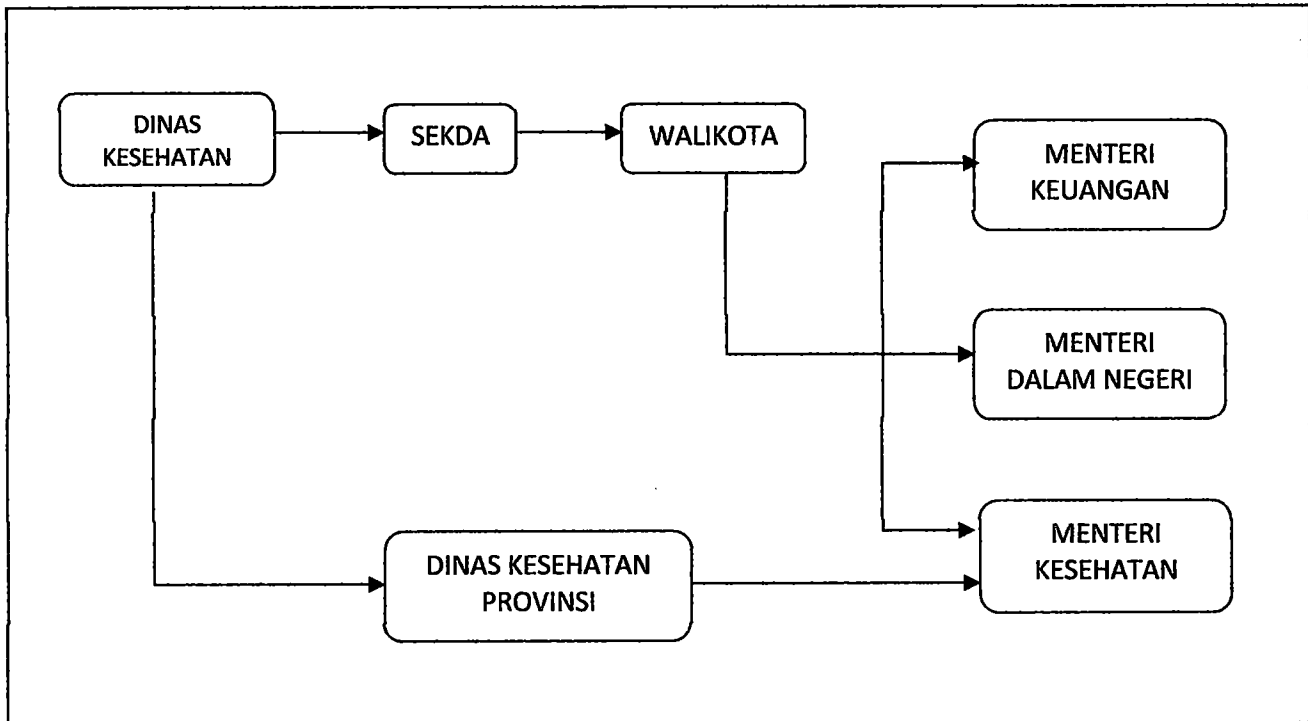 DINAS
KESEHATAN
SEKDA
WALIKOTA
MENTERI
KEUANGAN
MENTERI
DALAM NEGERI
DINAS KESEHATAN
PROVINSI
MENTERI
KESEHATAN